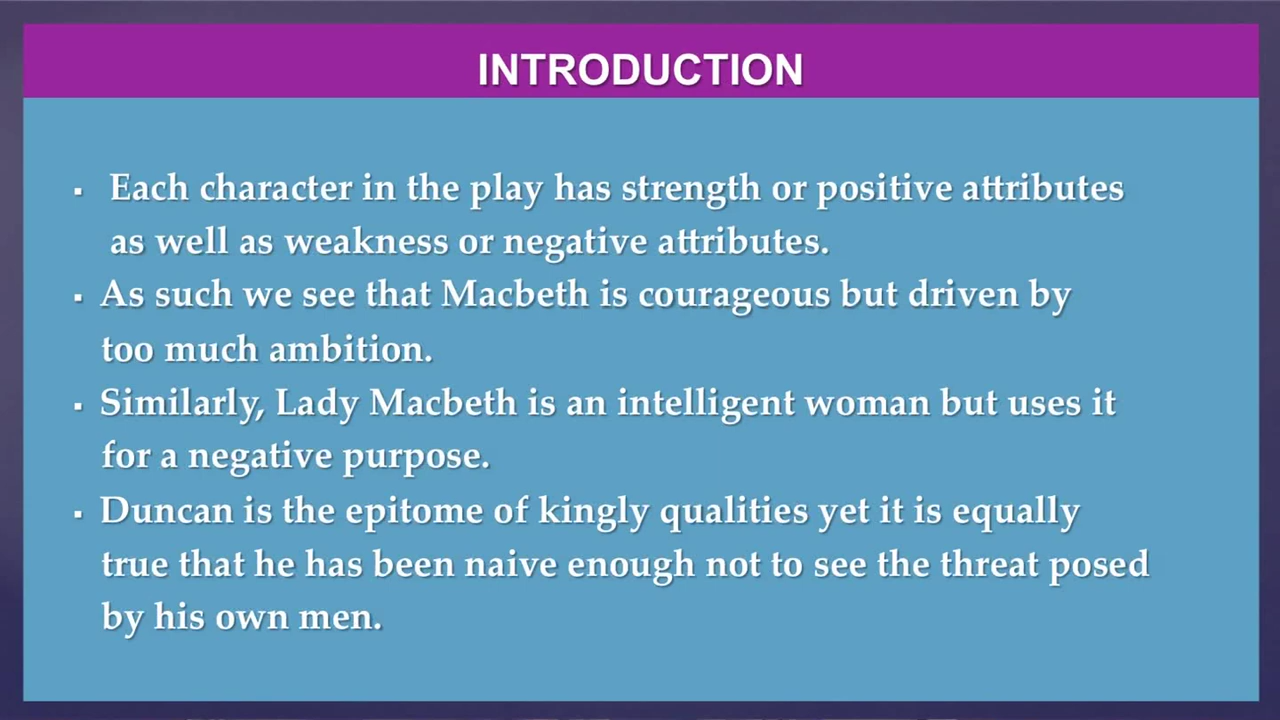 INTRODUCTION
▪ Each character in the play has strength or positive attributes
as well as weakness or negative attributes.
▪ As such we see that Macbeth is courageous but driven by
too much ambition.
▪ Similarly, Lady Macbeth is an intelligent woman but uses it
for a negative purpose.
▪ Duncan is the epitome of kingly qualities yet it is equally
true that he has been naive enough not to see the threat posed
by his own men.